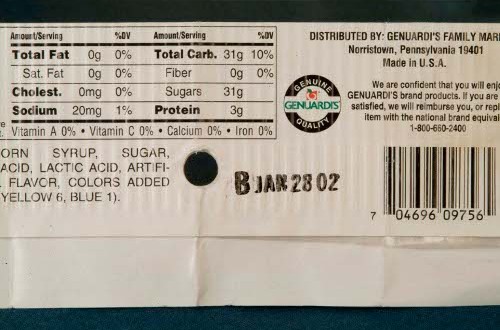 Amount/Serving %DV Amount/Serving %DV
Total Fat 0g 0% Total Carb. 31g 10%
Sat. Fat 0g 0% Fiber 0g 0%
Cholest. 0mg 0% Sugars 31g
Sodium 20mg 1% Protein 3g
Vitamin A 0% • Vitamin C 0% • Calcium 0% • Iron 0%
ORN SYRUP, SUGAR,
ACID, LACTIC ACID, ARTIFI-
FLAVOR, COLORS ADDED
YELLOW 6, BLUE 1).
B JAN 28 02
DISTRIBUTED BY: GENUARDI'S FAMILY MAR
Norristown, Pennsylvania 19401
Made in U.S.A.
GENUINE
GENUARDI'S
QUALITY
We are confident that you will enj
GENUARDI'S brand products. If you are
satisfied, we will reimburse you, or repl
item with the national brand equival
1-800-660-2400
7 04696 09756